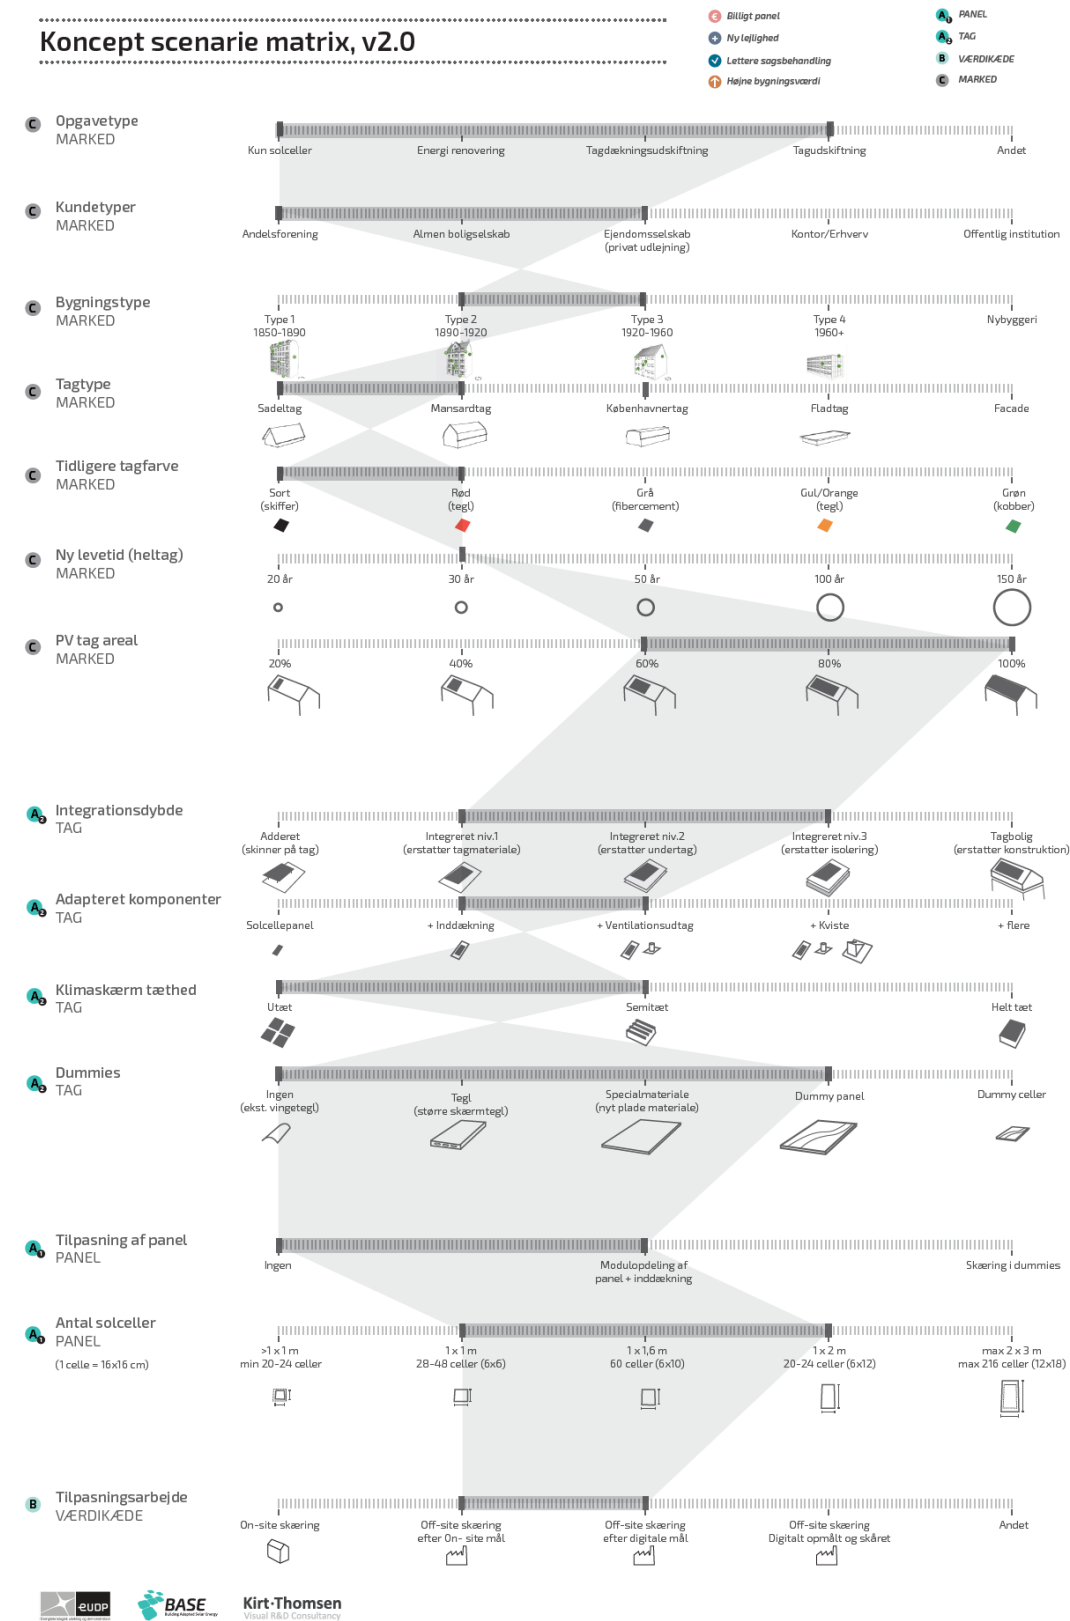 Koncept scenarie matrix, v2.0
Billigt panel
Ny lejlighed
Lettere sagsbehandling
Højne bygningsværdi
A1 PANEL
A2 TAG
B VÆRDIKÆDE
C MARKED
C Opgavetype
MARKED
Kun solceller
Energi renovering
Tagdækningsudskiftning
Tagudskiftning
Andet
C Kundetyper
MARKED
Andelsforening
Almen boligselskab
Ejendomsselskab
(privat udlejning)
Kontor/Erhverv
Offentlig institution
C Bygningstype
MARKED
Type 1
1850-1890
Type 2
1890-1920
Type 3
1920-1960
Type 4
1960+
Nybyggeri
C Tagtype
MARKED
Sadeltag
Mansardtag
Københavnertag
Fladtag
Facade
C Tidligere tagfarve
MARKED
Sort
(skiffer)
Rød
(tegl)
Grå
(fibercement)
Gul/Orange
(tegl)
Grøn
(kobber)
C Ny levetid (heltag)
MARKED
20 år
30 år
50 år
100 år
150 år
C PV tag areal
MARKED
20%
40%
60%
80%
100%
A2 Integrationsdybde
TAG
Adderet
(skinner på tag)
Integreret niv.1
(erstatter tagmateriale)
Integreret niv.2
(erstatter undertag)
Integreret niv.3
(erstatter isolering)
Tagbolig
(erstatter konstruktion)
A2 Adapteret komponenter
TAG
Solcellepanel
+ Inddækning
+ Ventilationsudtag
+ Kviste
+ flere
A2 Klimaskærm tæthed
TAG
Utæt
Semitæt
Helt tæt
A2 Dummies
TAG
Ingen
(ekst. vingetegl)
Tegl
(større skærmtegl)
Specialmateriale
(nyt plade materiale)
Dummy panel
Dummy celler
A1 Tilpasning af panel
PANEL
Ingen
Modulopdeling af
panel + inddækning
Skæring i dummies
A1 Antal solceller
PANEL
(1 celle = 16x16 cm)
>1 x 1 m
min 20-24 celler
1 x 1 m
28-48 celler (6x6)
1 x 1,6 m
60 celler (6x10)
1 x 2 m
20-24 celler (6x12)
max 2 x 3 m
max 216 celler (12x18)
B Tilpasningsarbejde
VÆRDIKÆDE
On-site skæring
Off-site skæring
efter On- site mål
Off-site skæring
efter digitale mål
Off-site skæring
Digitalt opmålt og skåret
Andet
eUDP
BASE
Building Adapted Solar Energy
Kirt·Thomsen
Visual R&D Consultancy